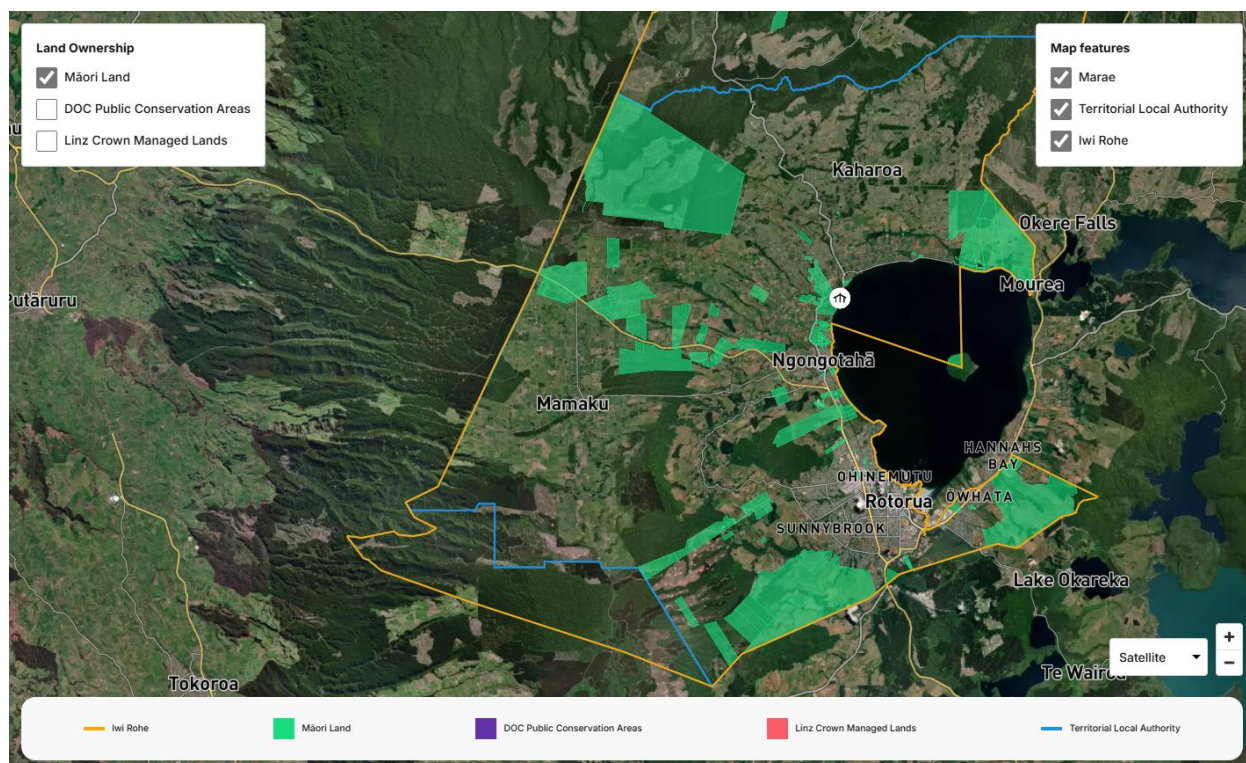 Land Ownership
Māori Land
DOC Public Conservation Areas
Linz Crown Managed Lands
Map features
Marae
Territorial Local Authority
Iwi Rohe
Kaharoa
Okere Falls
Putāruru
Mourea
Ngongotahā
Mamaku
HANNAHS
BAY
OHINEMUTU
OWHATA
Rotorua
SUNNYBROOK
Lake Okareka
Satellite
+
−
Tokoroa
Iwi Rohe
Māori Land
DOC Public Conservation Areas
Linz Crown Managed Lands
Territorial Local Authority